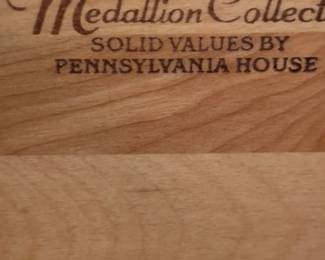 Medallion Collect
SOLID VALUES BY
PENNSYLVANIA HOUSE